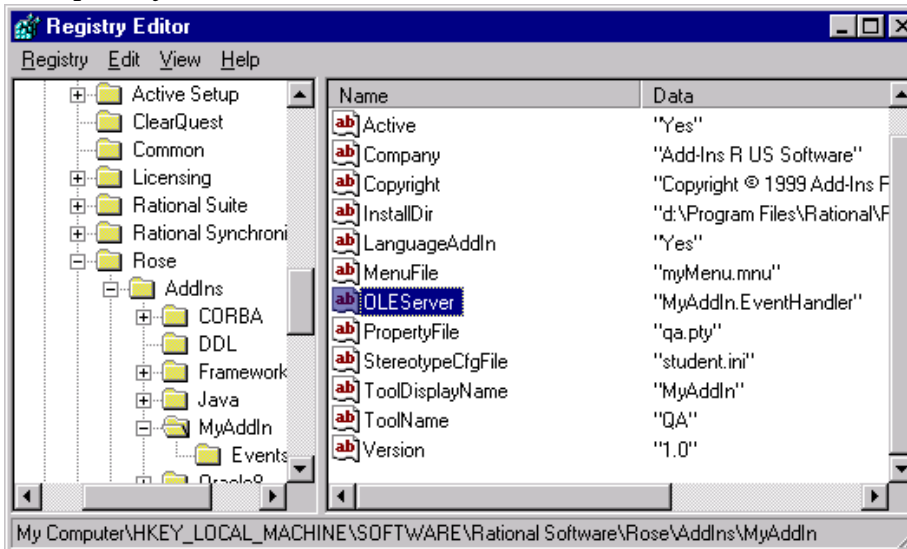 Registry Editor
Registry Edit View Help
Active Setup
ClearQuest
Common
Licensing
Rational Suite
Rational Synchroni
Rose
AddIns
CORBA
DDL
Framework
Java
MyAddIn
Events
Oracle8
Name Data
Active "Yes"
Company "Add-Ins R US Software"
Copyright "Copyright © 1999 Add-Ins F
InstallDir "d:\Program Files\Rational\F
LanguageAddIn "Yes"
MenuFile "myMenu.mnu"
OLEServer "MyAddIn.EventHandler"
PropertyFile "qa.pty"
StereotypeCfgFile "student.ini"
ToolDisplayName "MyAddIn"
ToolName "QA"
Version "1.0"
My Computer\HKEY_LOCAL_MACHINE\SOFTWARE\Rational Software\Rose\AddIns\MyAddIn